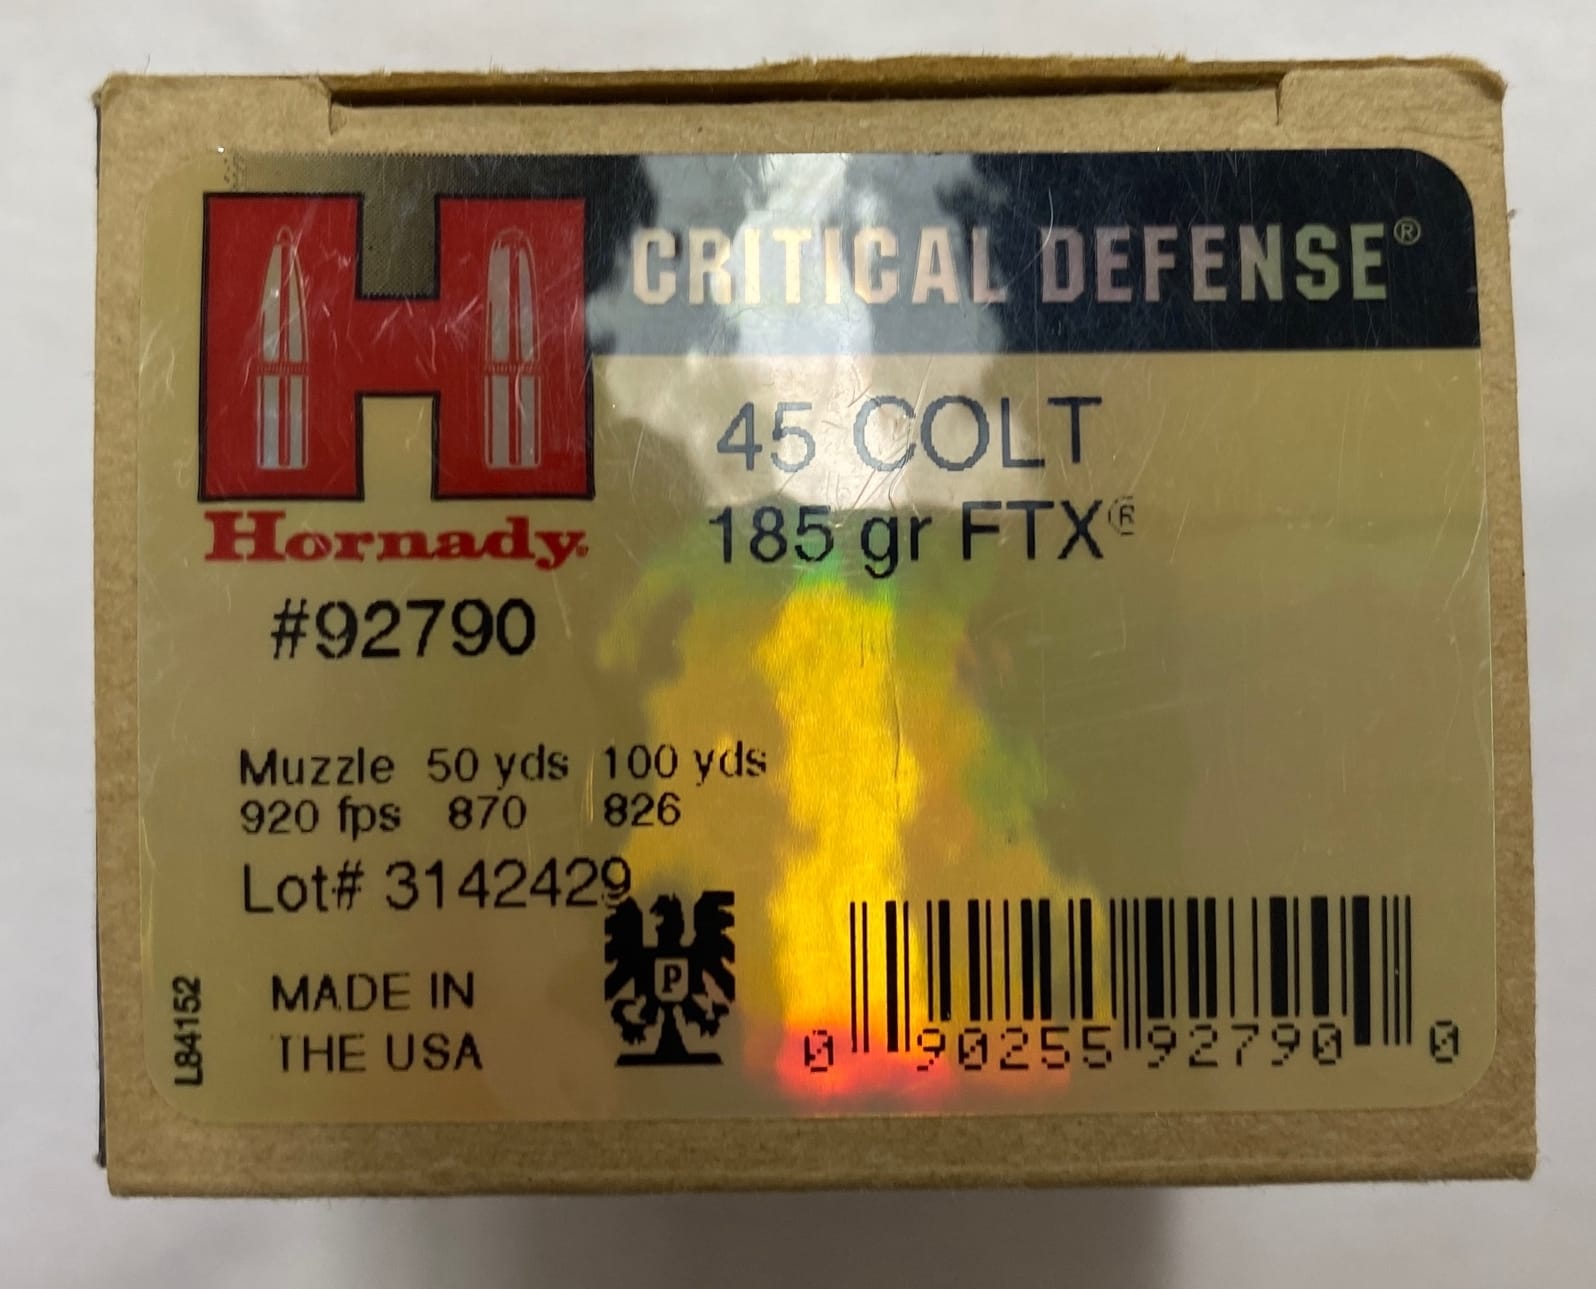 CRITICAL DEFENSE®
45 COLT
185 gr FTX®
Hornady.
#92790
Muzzle 50 yds 100 yds
920 fps 870 826
Lot# 3142429
L84152
MADE IN
THE USA
P
0 90255 92790 0